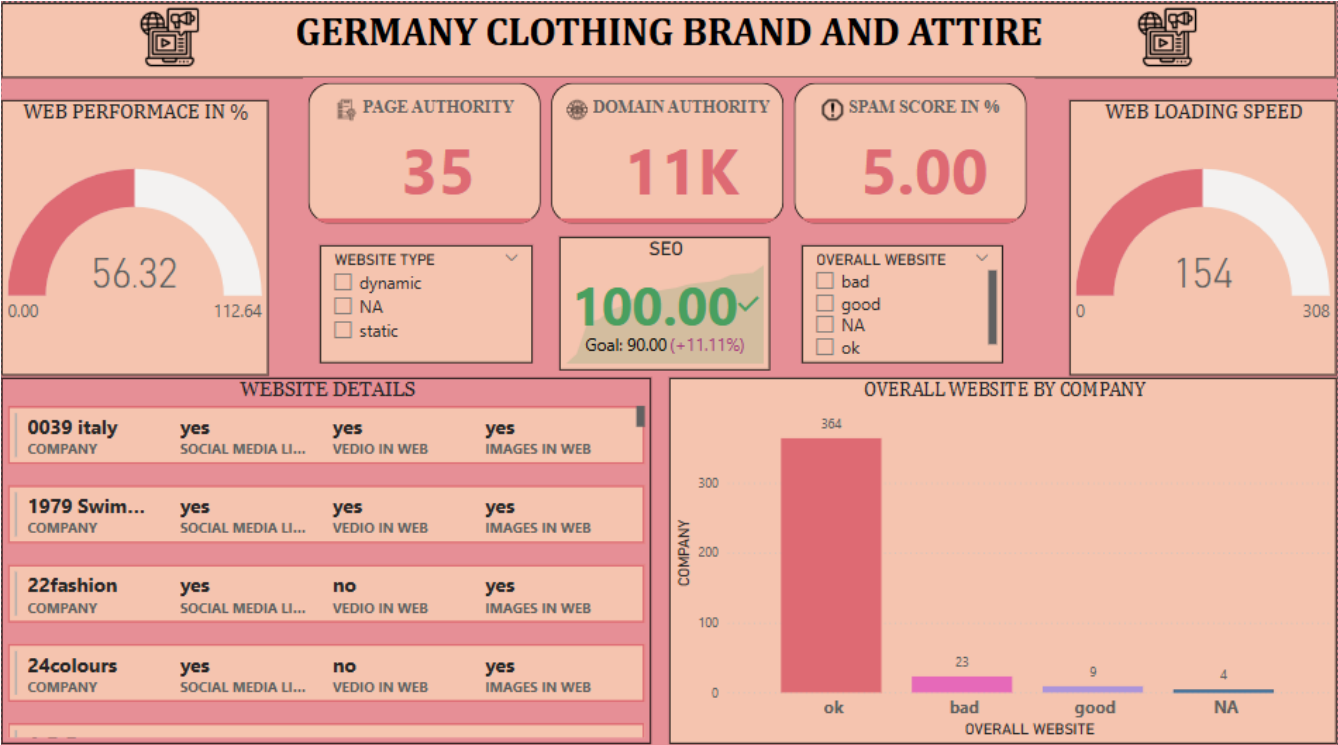 GERMANY CLOTHING BRAND AND ATTIRE
WEB PERFORMACE IN %
56.32
0.00
112.64
PAGE AUTHORITY
35
DOMAIN AUTHORITY
11K
SPAM SCORE IN %
5.00
WEB LOADING SPEED
154
0
308
WEBSITE TYPE
dynamic
NA
static
SEO
100.00
Goal: 90.00 (+11.11%)
OVERALL WEBSITE
bad
good
NA
ok
WEBSITE DETAILS
0039 italy yes yes yes
COMPANY SOCIAL MEDIA LI... VEDIO IN WEB IMAGES IN WEB
1979 Swim... yes yes yes
COMPANY SOCIAL MEDIA LI... VEDIO IN WEB IMAGES IN WEB
22fashion yes no yes
COMPANY SOCIAL MEDIA LI... VEDIO IN WEB IMAGES IN WEB
24colours yes no yes
COMPANY SOCIAL MEDIA LI... VEDIO IN WEB IMAGES IN WEB
OVERALL WEBSITE BY COMPANY
COMPANY
300
200
100
0
364
23
9
4
ok bad good NA
OVERALL WEBSITE